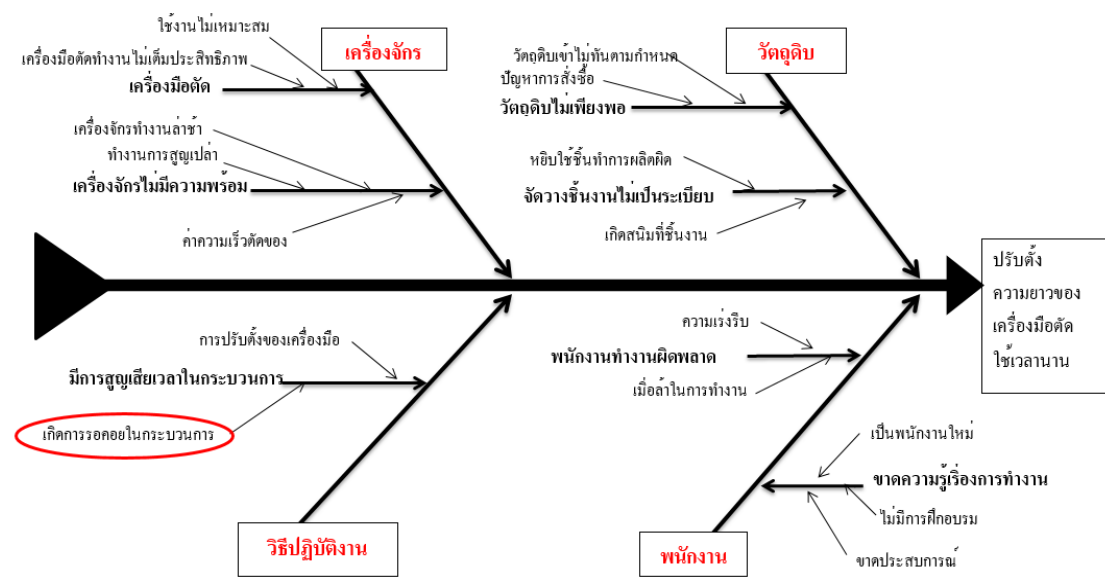 ใช้งานไม่เหมาะสม
เครื่องจักร
เครื่องมือตัดทำงานไม่เต็มประสิทธิภาพ
เครื่องมือตัด
เครื่องจักรทำงานล่าช้า
ทำงานการสูญเปล่า
เครื่องจักรไม่มีความพร้อม
ค่าความเร็วตัดของ
วัตถุดิบเข้าไม่ทันตามกำหนด
วัตถุดิบ
ปัญหาการสั่งซื้อ
วัตถุดิบไม่เพียงพอ
หยิบใช้ชิ้นทำการผลิตผิด
จัดวางชิ้นงานไม่เป็นระเบียบ
เกิดสนิมที่ชิ้นงาน
ปรับตั้ง
ความยาวของ
เครื่องมือตัด
ใช้เวลานาน
การปรับตั้งของเครื่องมือ
มีการสูญเสียเวลาในกระบวนการ
เกิดการรอคอยในกระบวนการ
วิธีปฏิบัติงาน
ความเร่งรีบ
พนักงานทำงานผิดพลาด
เมื่อล้าในการทำงาน
เป็นพนักงานใหม่
ขาดความรู้เรื่องการทำงาน
ไม่มีการฝึกอบรม
ขาดประสบการณ์
พนักงาน